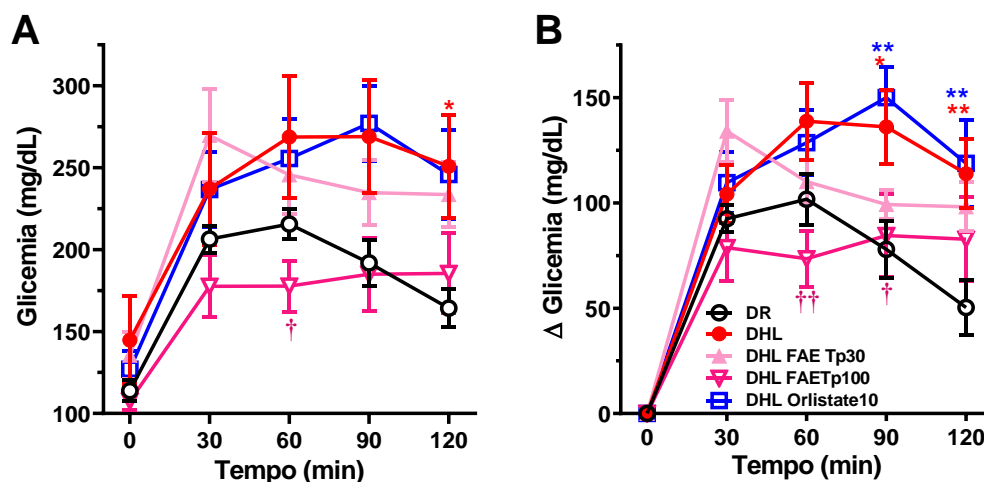 A
Glicemia (mg/dL)
300
250
200
150
100
*
†
0 30 60 90 120
Tempo (min)
B
Δ Glicemia (mg/dL)
150
100
50
0
**
*
**
**
††
†
DR
DHL
DHL FAE Tp30
DHL FAETp100
DHL Orlistate10
0 30 60 90 120
Tempo (min)